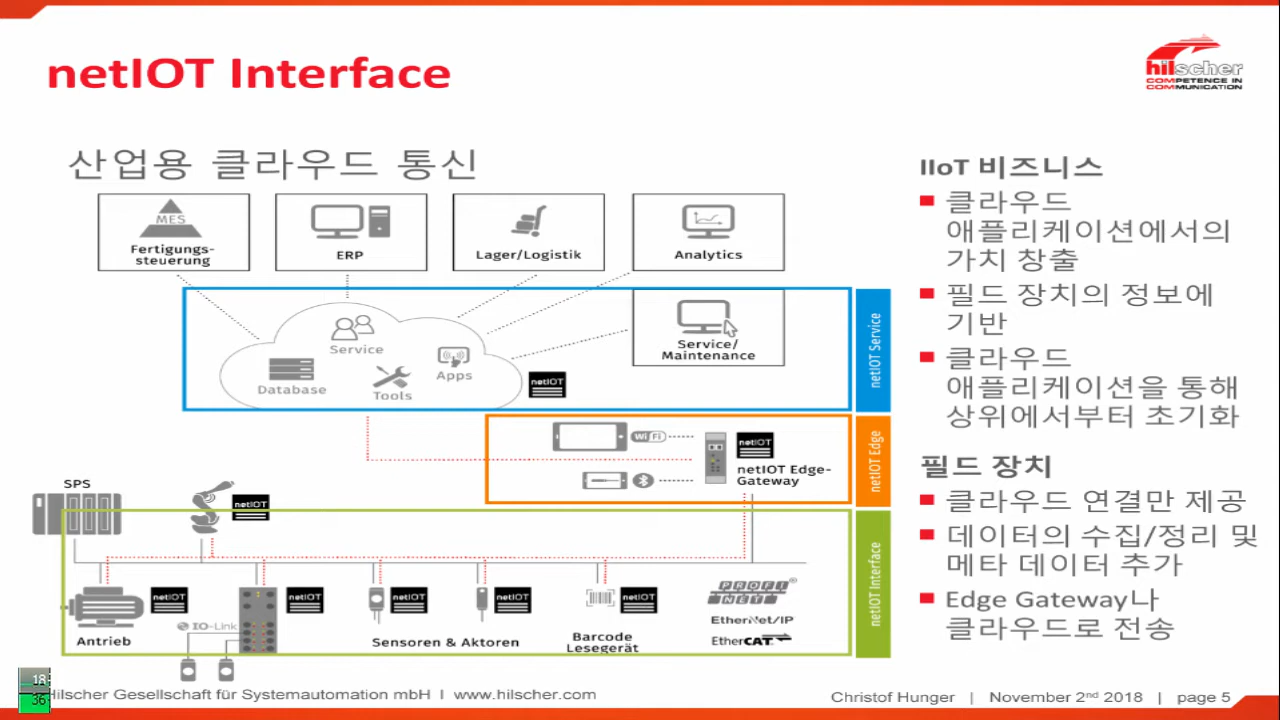 netIOT Interface
hilscher
COMPETENCE IN
COMMUNICATION
산업용 클라우드 통신
MES
Fertigungs-
steuerung
ERP
Lager/Logistik
Analytics
Service
Database
Tools
Apps
netIOT
Service/
Maintenance
netIOT Service
WiFi
netIOT
netIOT Edge-
Gateway
netIOT Edge
SPS
netIOT
netIOT
Antrieb
IO-Link
netIOT
netIOT
netIOT
Sensoren & Aktoren
netIOT
Barcode
Lesegerät
PROFI
NET
EtherNet/IP
EtherCAT
netIOT Interface
IIoT 비즈니스
클라우드
애플리케이션에서의
가치 창출
필드 장치의 정보에
기반
클라우드
애플리케이션을 통해
상위에서부터 초기화
필드 장치
클라우드 연결만 제공
데이터의 수집/정리 및
메타 데이터 추가
Edge Gateway나
클라우드로 전송
18
36
Hilscher Gesellschaft für Systemautomation mbH | www.hilscher.com
Christof Hunger | November 2nd 2018 | page 5